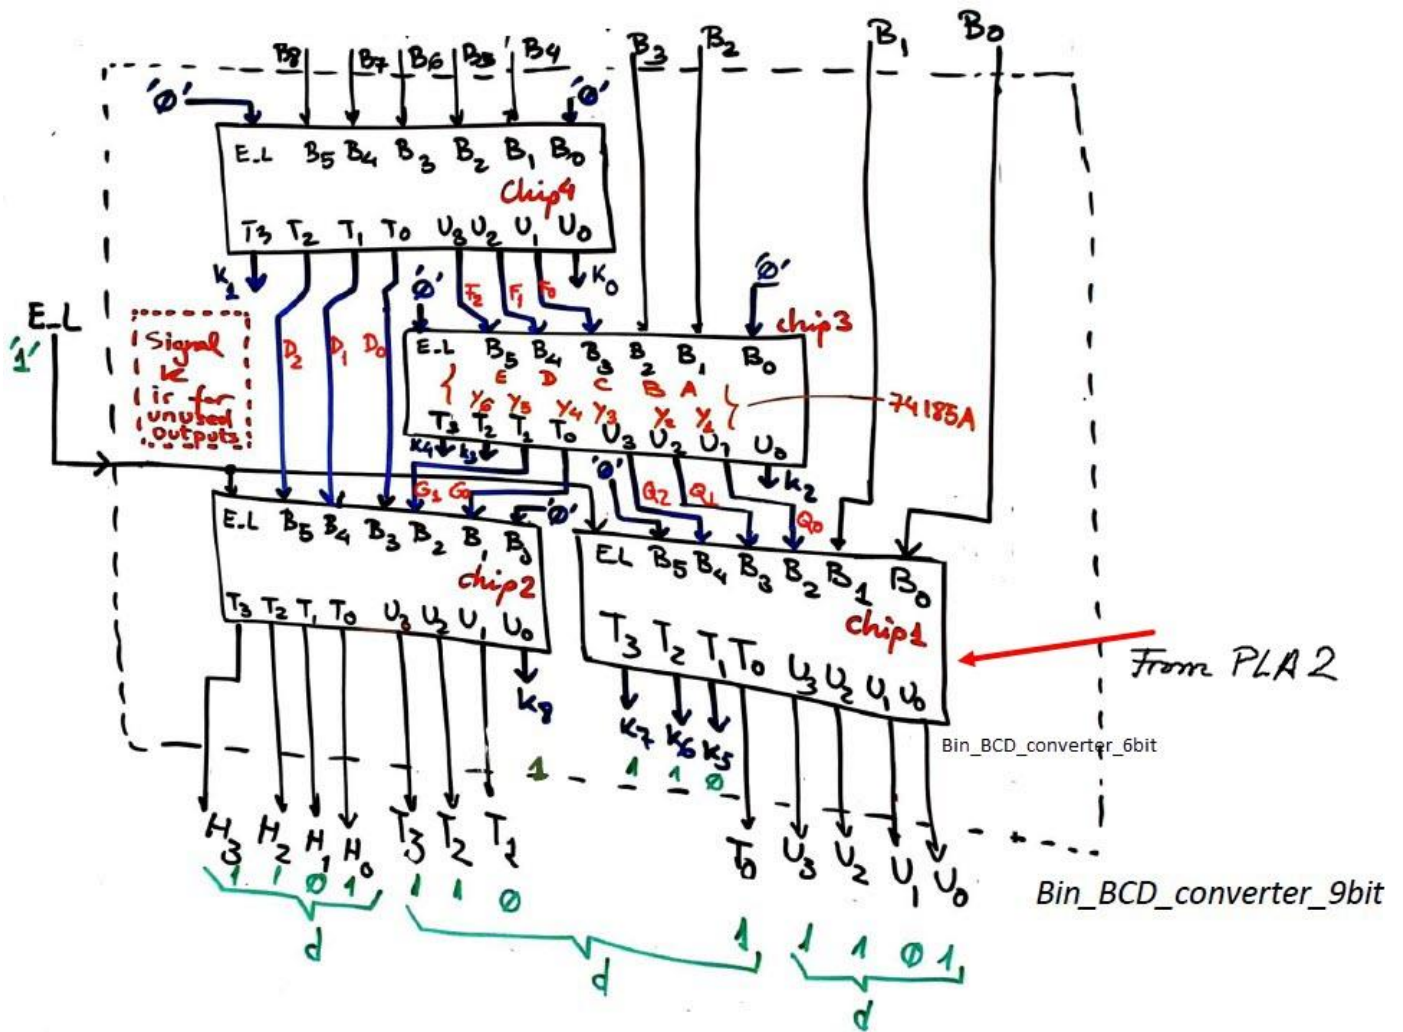 B8 B7 B6 B5 B4 B3 B2 B1 B0
'0' '0'
E_L B5 B4 B3 B2 B1 B0
Chip4
T3 T2 T1 T0 U3 U2 U1 U0
K1 K0
'0' '0'
F2 F1 F0
E_L
'1'
Signal
K
is for
unused
outputs
D2 D1 D0
chip3
E_L B5 B4 B3 B2 B1 B0
E D C B A
Y6 Y5 Y4 Y3 Y2 Y1
74185A
T3 T2 T1 T0 U3 U2 U1 U0
K4 K3 K2
'0'
G1 G0
Q2 Q1 Q0
'0'
E_L B5 B4 B3 B2 B1 B0
chip2
T3 T2 T1 T0 U3 U2 U1 U0
K8
EL B5 B4 B3 B2 B1 B0
chip1
T3 T2 T1 T0 U3 U2 U1 U0
From PLA2
K7 K6 K5
Bin_BCD_converter_6bit
1 1 1 0
H3 H2 H1 H0 T3 T2 T1 T0 U3 U2 U1 U0
Bin_BCD_converter_9bit
1 1 0 1 1 1 0 1 1 1 0 1
d d d